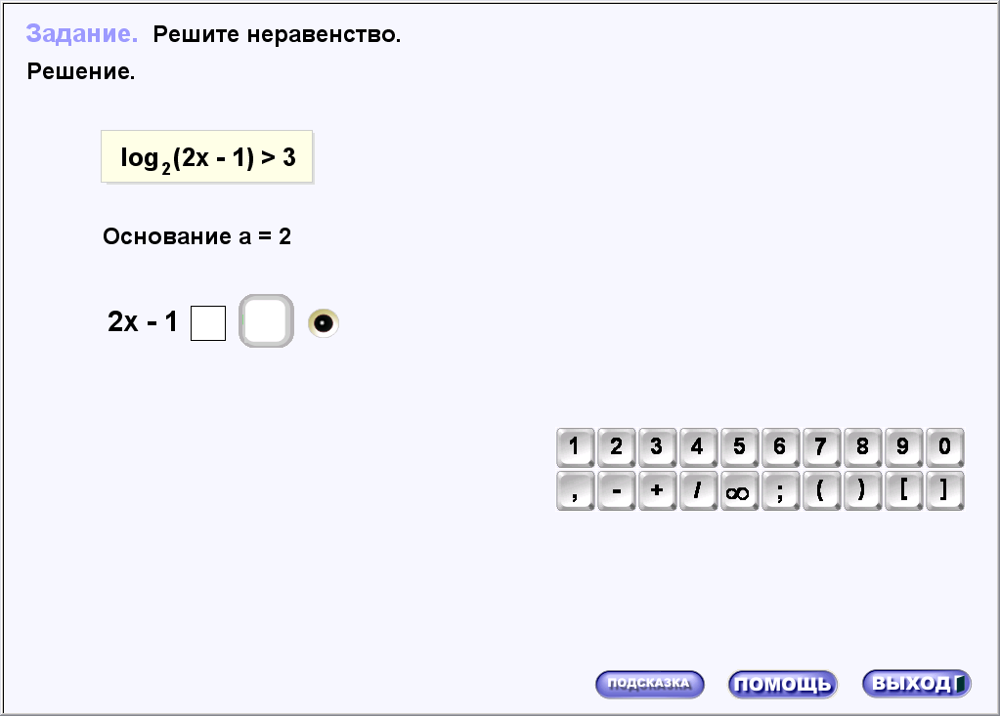 Задание. Решите неравенство.
Решение.
log2(2x - 1) > 3
Основание a = 2
2x - 1
1 2 3 4 5 6 7 8 9 0
, - + / ∞ ; ( ) [ ]
ПОДСКАЗКА ПОМОЩЬ ВЫХОД